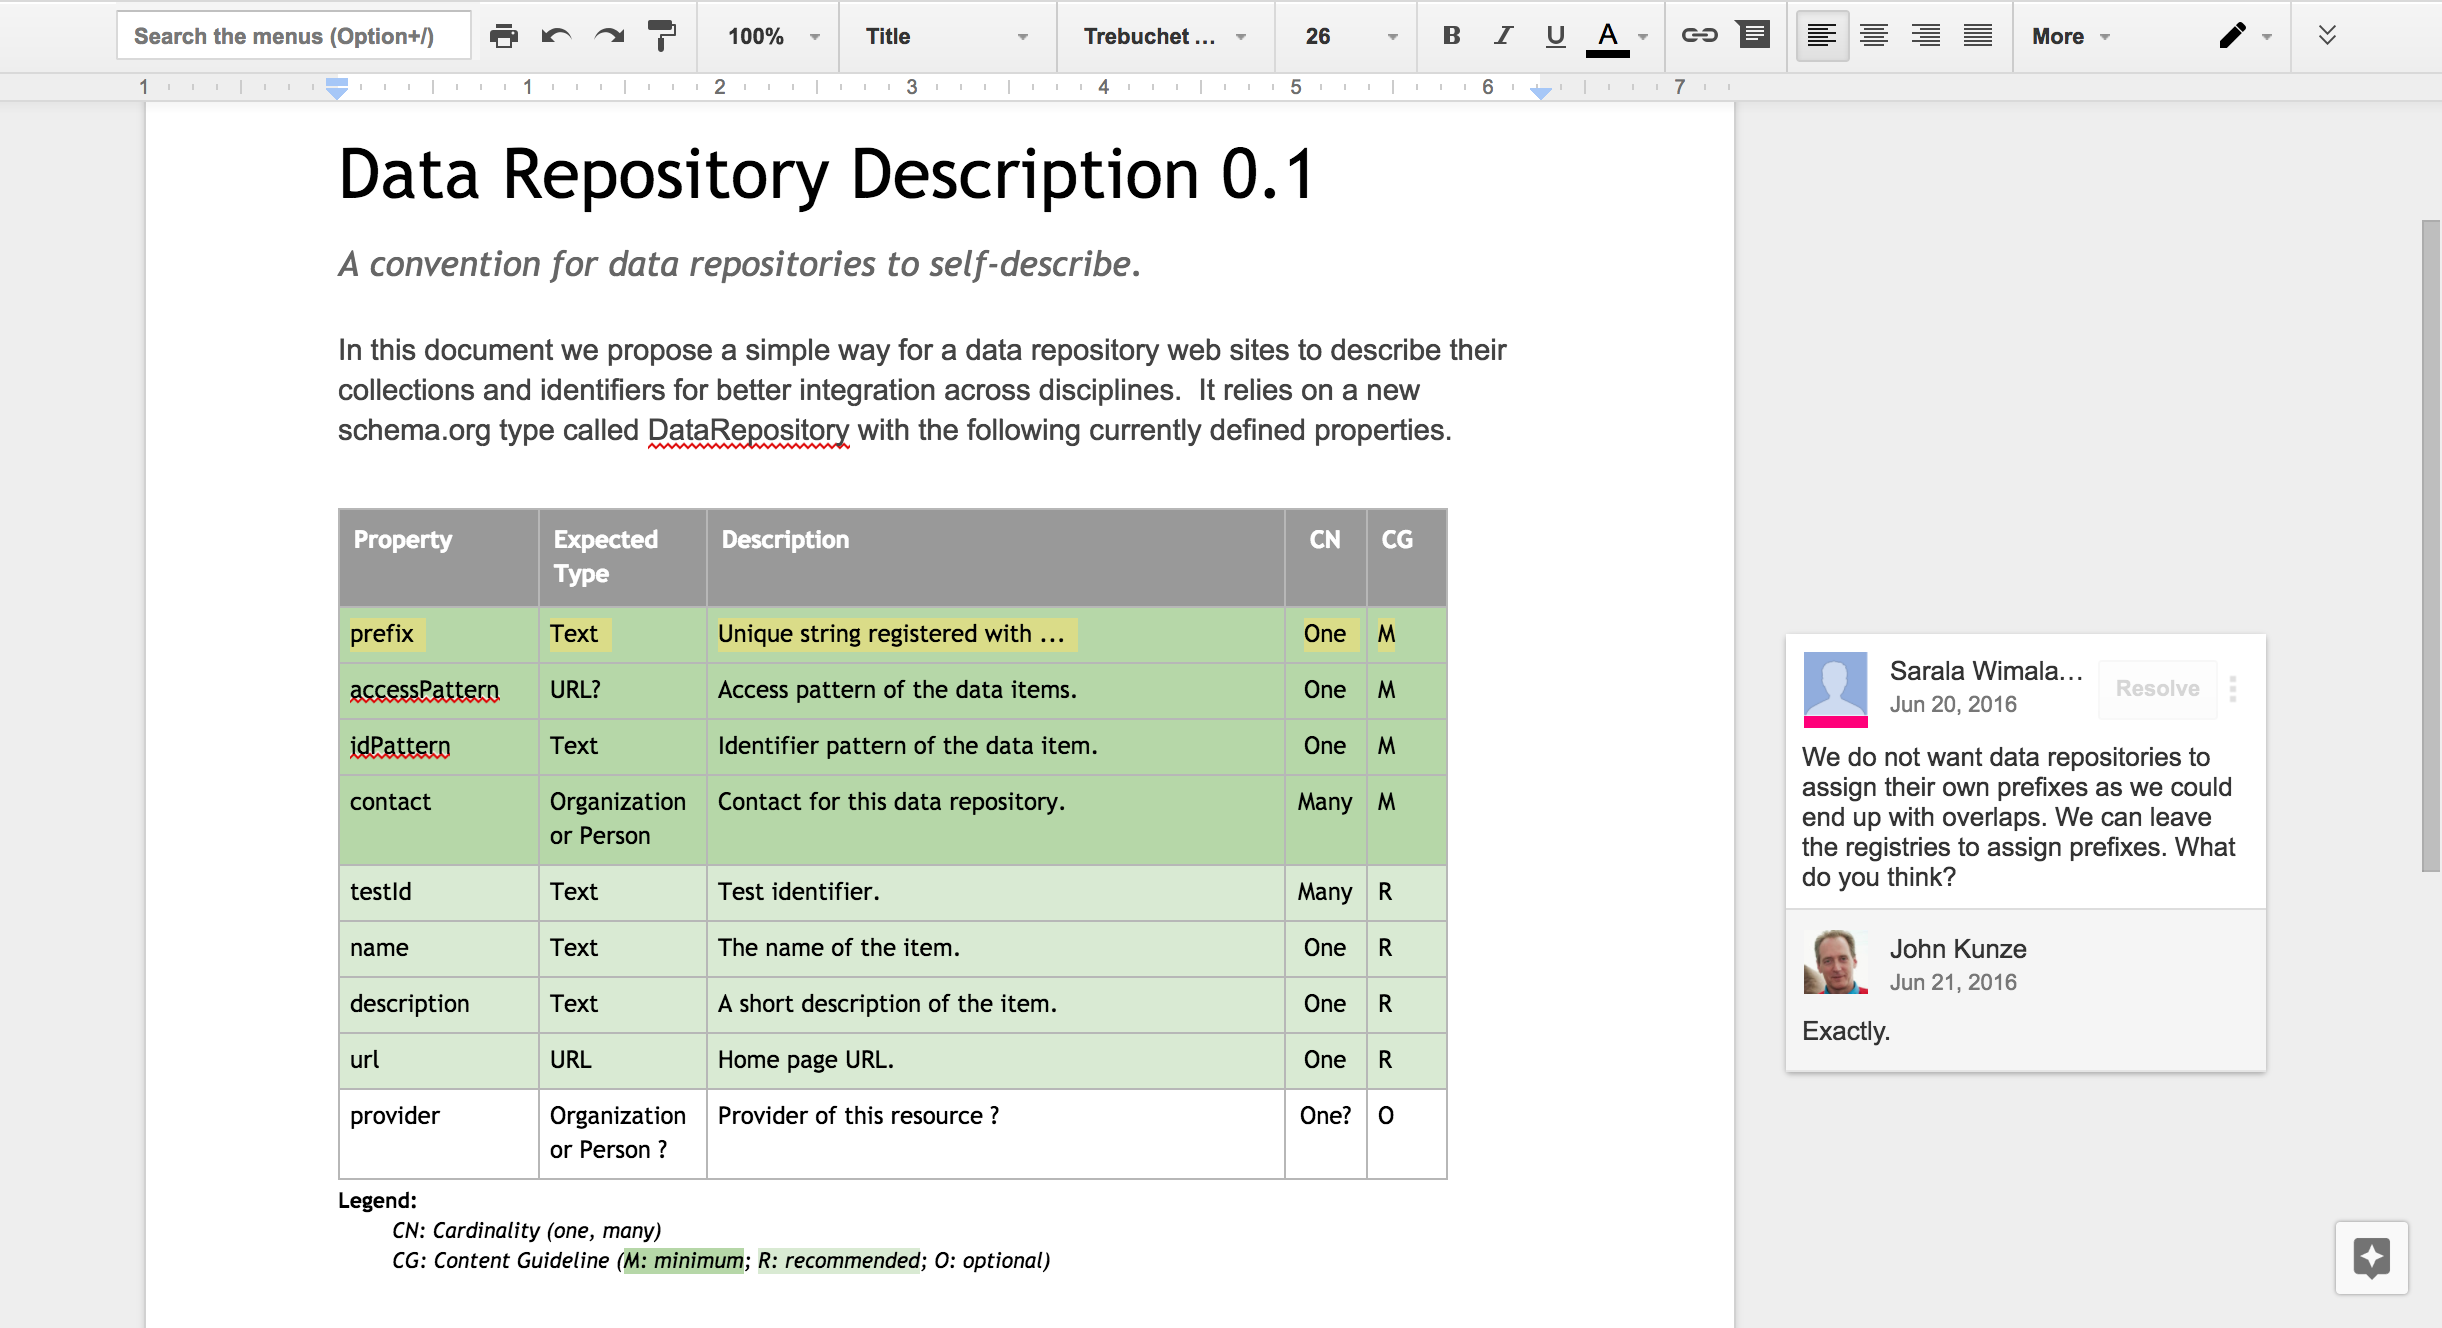 Search the menus (Option+/)
100%
Title
Trebuchet ...
26
B I U A
More
1 1 2 3 4 5 6 7
Data Repository Description 0.1
A convention for data repositories to self-describe.
In this document we propose a simple way for a data repository web sites to describe their
collections and identifiers for better integration across disciplines.  It relies on a new
schema.org type called DataRepository with the following currently defined properties.
Property Expected Type Description CN CG
prefix Text Unique string registered with ... One M
accessPattern URL? Access pattern of the data items. One M
idPattern Text Identifier pattern of the data item. One M
contact Organization or Person Contact for this data repository. Many M
testId Text Test identifier. Many R
name Text The name of the item. One R
description Text A short description of the item. One R
url URL Home page URL. One R
provider Organization or Person ? Provider of this resource ? One? O
Legend:
CN: Cardinality (one, many)
CG: Content Guideline (M: minimum; R: recommended; O: optional)
Sarala Wimala...
Resolve
Jun 20, 2016
We do not want data repositories to
assign their own prefixes as we could
end up with overlaps. We can leave
the registries to assign prefixes. What
do you think?
John Kunze
Jun 21, 2016
Exactly.